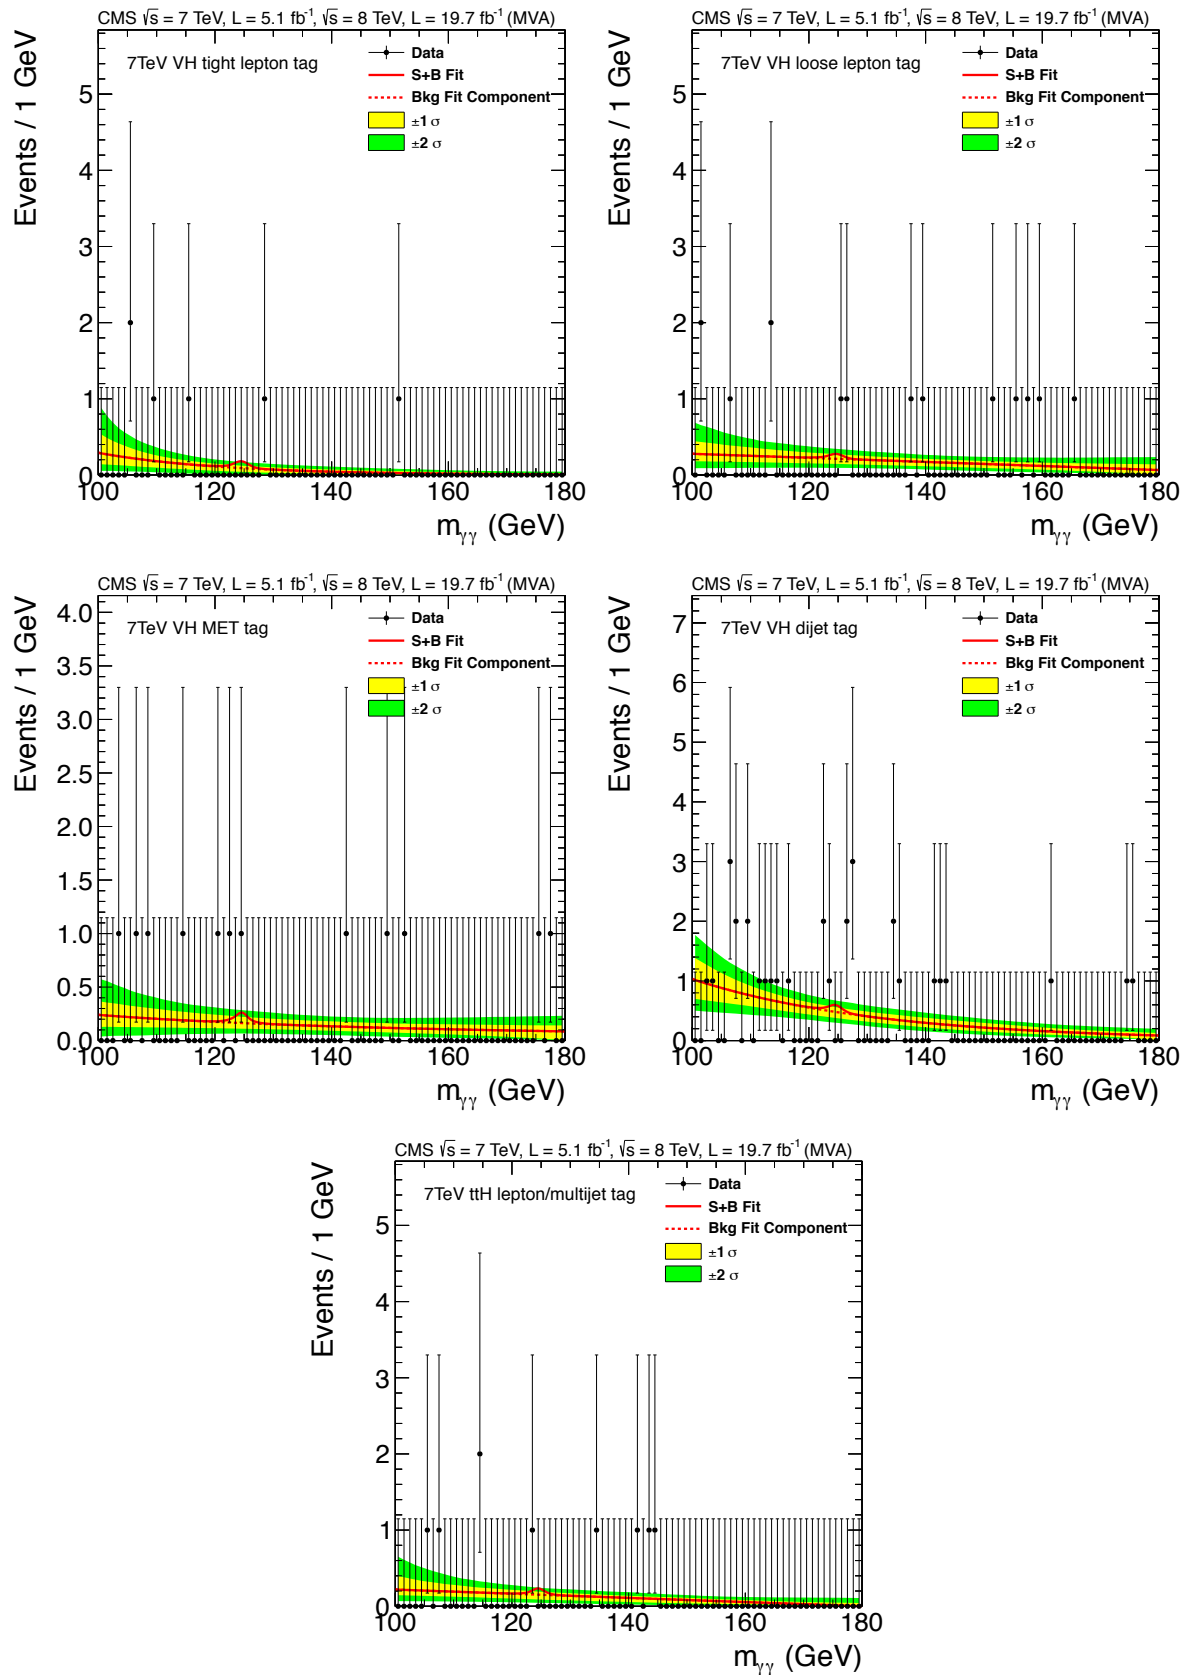 CMS √s = 7 TeV, L = 5.1 fb⁻¹, √s = 8 TeV, L = 19.7 fb⁻¹ (MVA)
7TeV VH tight lepton tag
Data
S+B Fit
Bkg Fit Component
±1 σ
±2 σ
Events / 1 GeV
5
4
3
2
1
0
100 120 140 160 180
mγγ (GeV)
CMS √s = 7 TeV, L = 5.1 fb⁻¹, √s = 8 TeV, L = 19.7 fb⁻¹ (MVA)
7TeV VH loose lepton tag
Data
S+B Fit
Bkg Fit Component
±1 σ
±2 σ
Events / 1 GeV
5
4
3
2
1
0
100 120 140 160 180
mγγ (GeV)
CMS √s = 7 TeV, L = 5.1 fb⁻¹, √s = 8 TeV, L = 19.7 fb⁻¹ (MVA)
7TeV VH MET tag
Data
S+B Fit
Bkg Fit Component
±1 σ
±2 σ
Events / 1 GeV
4.0
3.5
3.0
2.5
2.0
1.5
1.0
0.5
0.0
100 120 140 160 180
mγγ (GeV)
CMS √s = 7 TeV, L = 5.1 fb⁻¹, √s = 8 TeV, L = 19.7 fb⁻¹ (MVA)
7TeV VH dijet tag
Data
S+B Fit
Bkg Fit Component
±1 σ
±2 σ
Events / 1 GeV
7
6
5
4
3
2
1
0
100 120 140 160 180
mγγ (GeV)
CMS √s = 7 TeV, L = 5.1 fb⁻¹, √s = 8 TeV, L = 19.7 fb⁻¹ (MVA)
7TeV ttH lepton/multijet tag
Data
S+B Fit
Bkg Fit Component
±1 σ
±2 σ
Events / 1 GeV
5
4
3
2
1
0
100 120 140 160 180
mγγ (GeV)